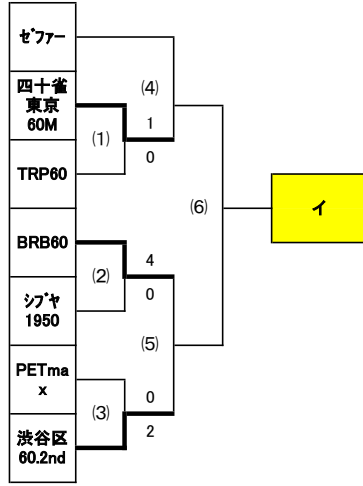 ｾﾞﾌｧｰ
(4)
四十雀
東京
60M
1
(1)
0
TRP60
(6)
イ
BRB60
4
(2)
0
ｼﾌﾞﾔ
1950
(5)
PETma
x
0
(3)
2
渋谷区
60.2nd